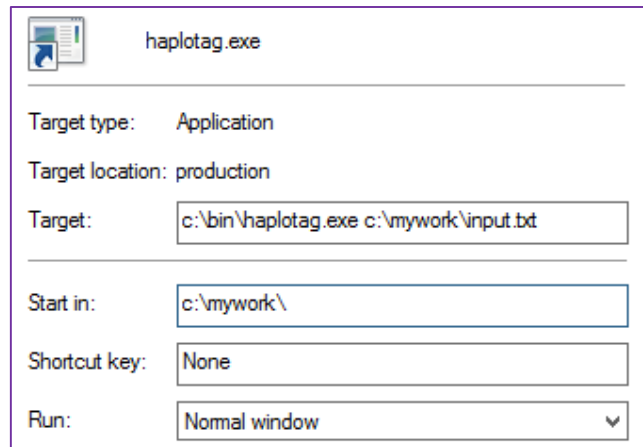 haplotag.exe
Target type: Application
Target location: production
Target: c:\bin\haplotag.exe c:\mywork\input.txt
Start in: c:\mywork\
Shortcut key: None
Run: Normal window